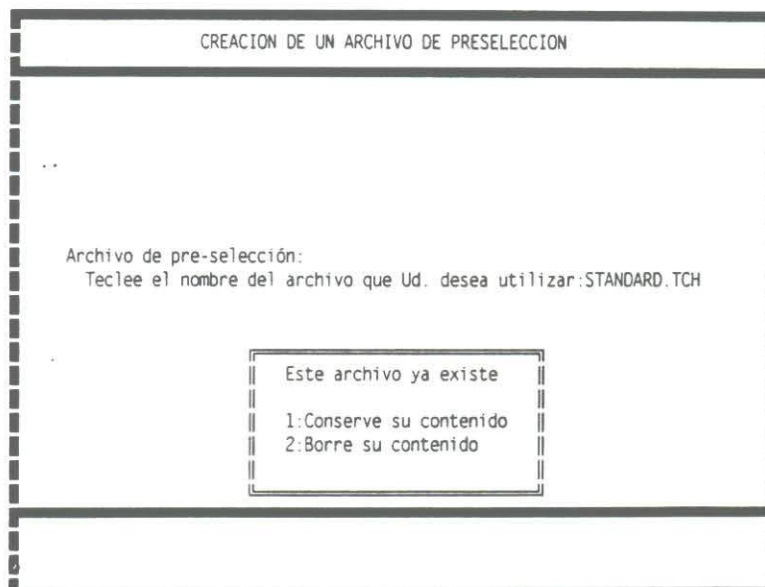 CREACION DE UN ARCHIVO DE PRESELECCION
Archivo de pre-selección:
Teclee el nombre del archivo que Ud. desea utilizar:STANDARD.TCH
Este archivo ya existe
1:Conserve su contenido
2:Borre su contenido